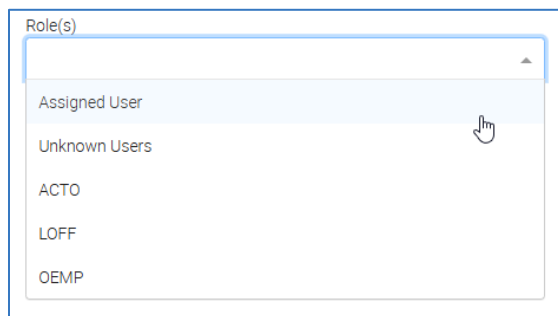 Role(s)
Assigned User
Unknown Users
ACTO
LOFF
OEMP